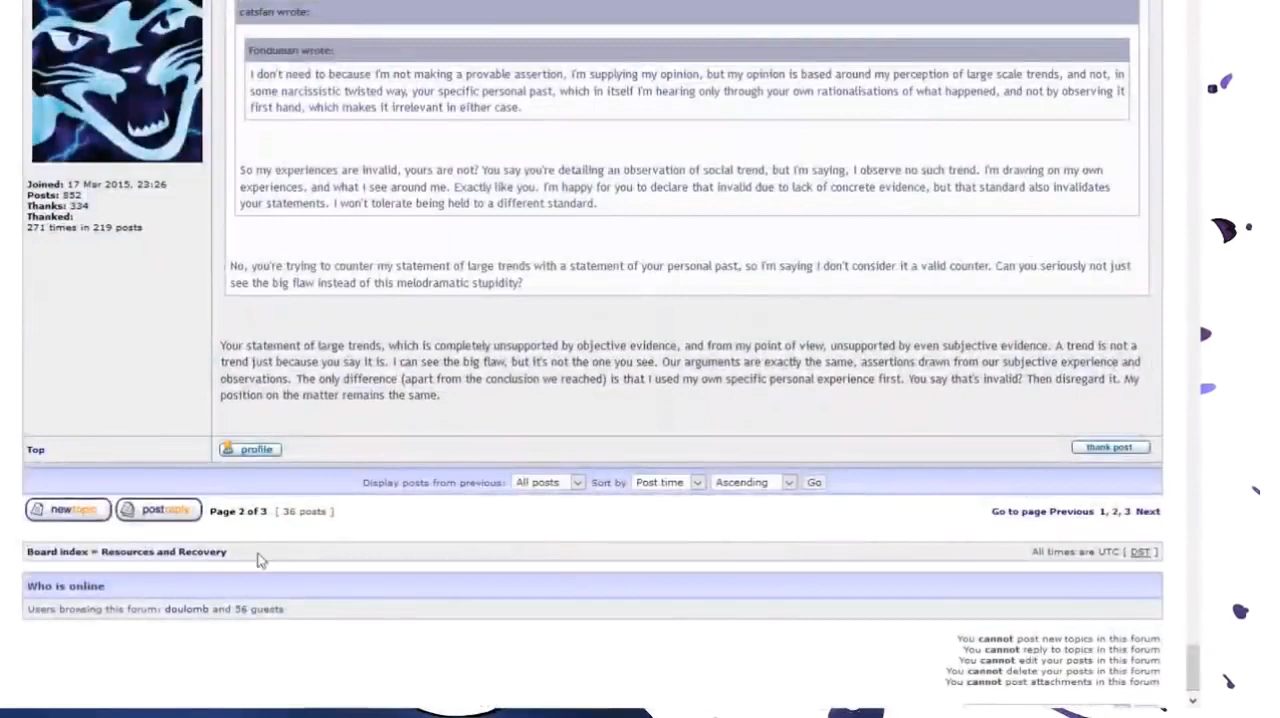 catsfan wrote:
Fonduman wrote:
I don't need to because I'm not making a provable assertion, I'm supplying my opinion, but my opinion is based around my perception of large scale trends, and not, in
some narcissistic twisted way, your specific personal past, which in itself I'm hearing only through your own rationalisations of what happened, and not by observing it
first hand, which makes it irrelevant in either case.
So my experiences are invalid, yours are not? You say you're detailing an observation of social trend, but I'm saying, I observe no such trend. I'm drawing on my own
experiences, and what I see around me. Exactly like you. I'm happy for you to declare that invalid due to lack of concrete evidence, but that standard also invalidates
your statements. I won't tolerate being held to a different standard.
No, you're trying to counter my statement of large trends with a statement of your personal past, so I'm saying I don't consider it a valid counter. Can you seriously not just
see the big flaw instead of this melodramatic stupidity?
Joined: 17 Mar 2015, 23:26
Posts: 852
Thanks: 334
Thanked:
271 times in 219 posts
Your statement of large trends, which is completely unsupported by objective evidence, and from my point of view, unsupported by even subjective evidence. A trend is not a
trend just because you say it is. I can see the big flaw, but it's not the one you see. Our arguments are exactly the same, assertions drawn from our subjective experience and
observations. The only difference (apart from the conclusion we reached) is that I used my own specific personal experience first. You say that's invalid? Then disregard it. My
position on the matter remains the same.
Top profile thank post
Display posts from previous: All posts Sort by Post time Ascending Go
newtopic postreply Page 2 of 3 [ 36 posts ] Go to page Previous 1, 2, 3 Next
Board index » Resources and Recovery All times are UTC [ DST ]
Who is online
Users browsing this forum: doulomb and 56 guests
You cannot post new topics in this forum
You cannot reply to topics in this forum
You cannot edit your posts in this forum
You cannot delete your posts in this forum
You cannot post attachments in this forum